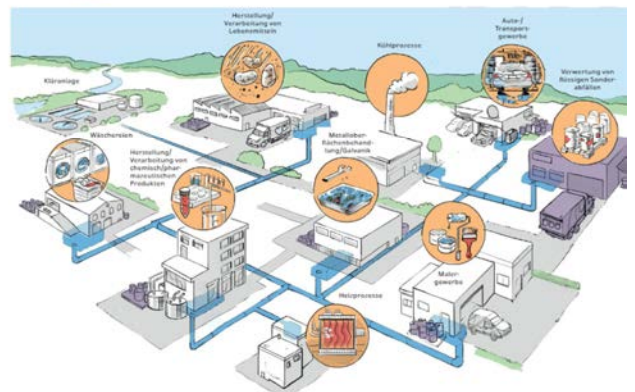 Herstellung/
Verarbeitung von
Lebensmitteln
Auto-/
Transport-
gewerbe
Kühlprozesse
Verwertung von
flüssigen Sonder-
abfällen
Kläranlage
Wäschereien
Herstellung/
Verarbeitung von
chemisch/phar-
mazeutischen
Produkten
Metallober-
flächenbehand-
lung/Galvanik
Maler-
gewerbe
Heizprozesse